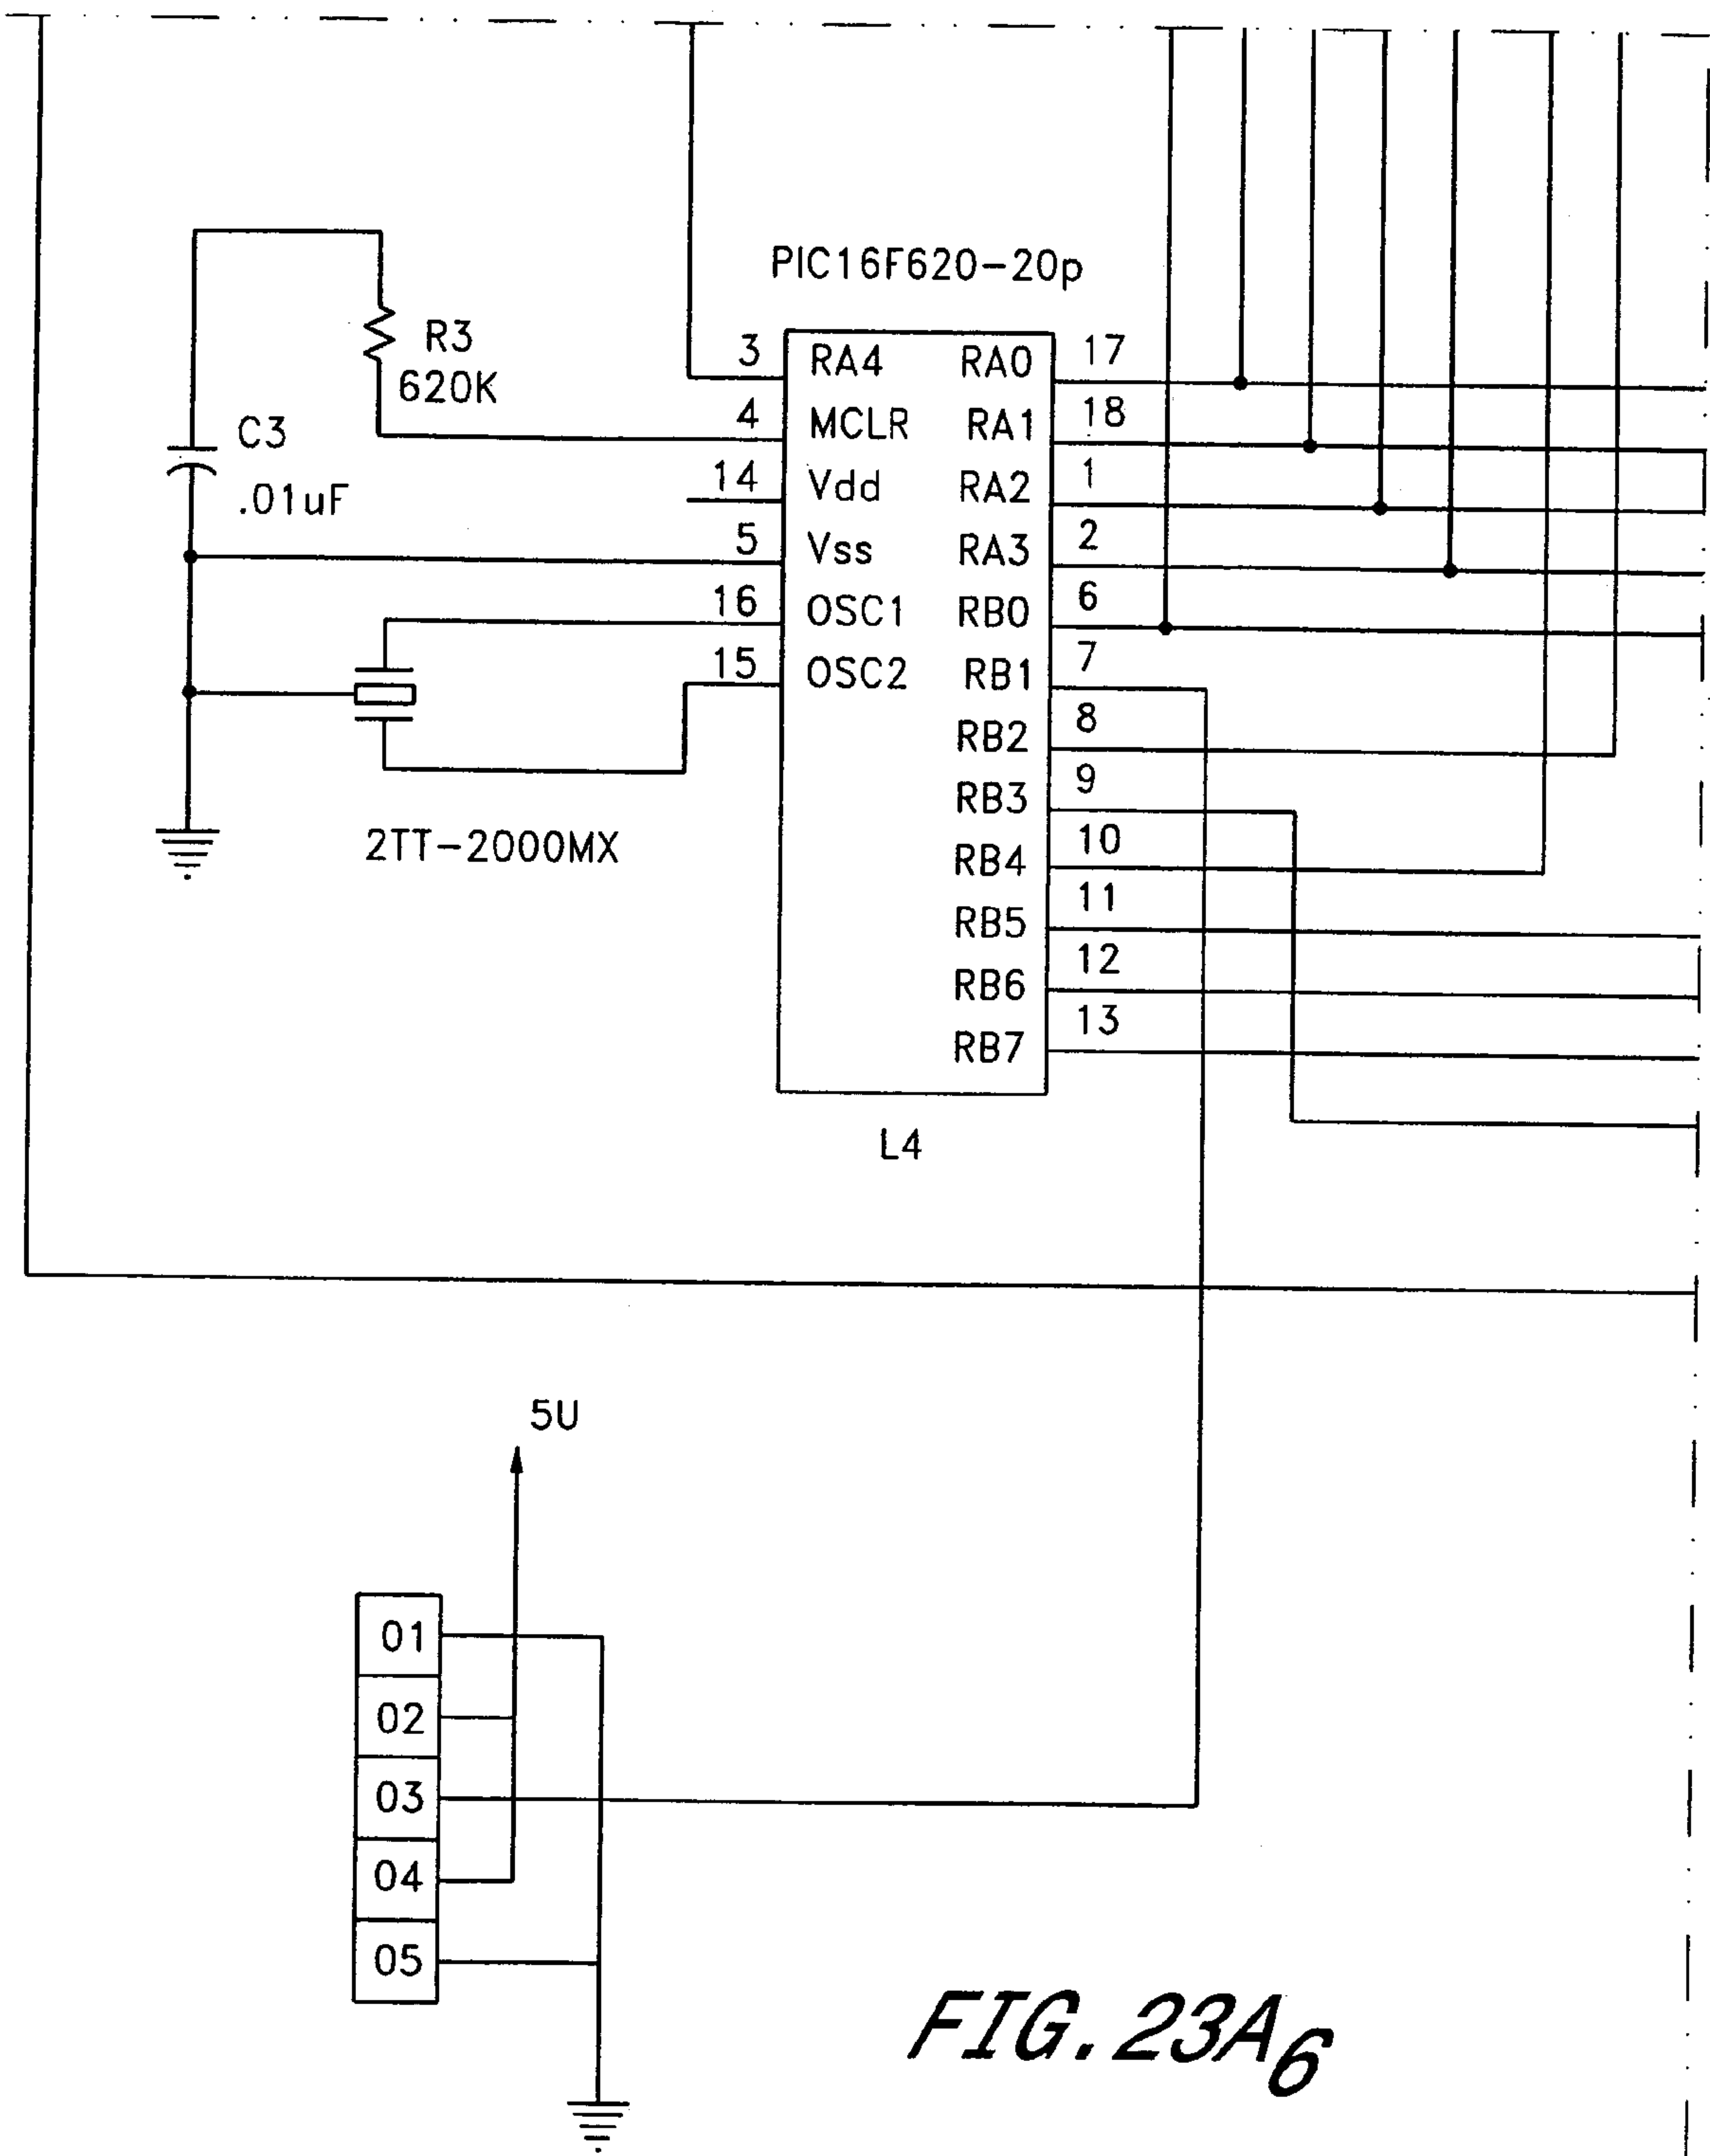 PIC16F620-20p
R3
620K
C3
.01uF
3 RA4 RA0 17
4 MCLR RA1 18
14 Vdd RA2 1
5 Vss RA3 2
16 OSC1 RB0 6
15 OSC2 RB1 7
RB2 8
RB3 9
RB4 10
RB5 11
RB6 12
RB7 13
2TT-2000MX
L4
5U
01
02
03
04
05
FIG. 23A6